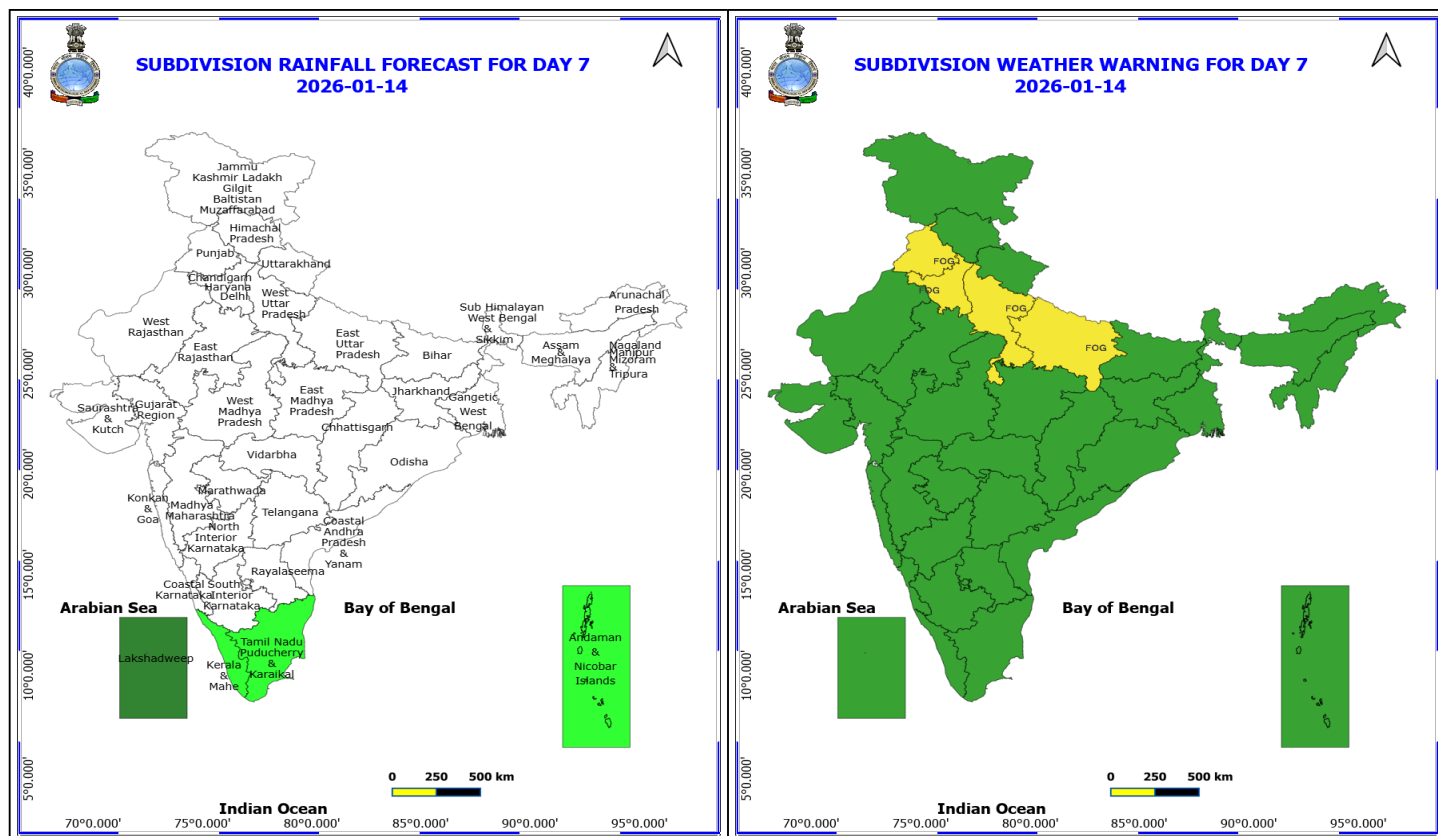 SUBDIVISION RAINFALL FORECAST FOR DAY 7
2026-01-14
40°0.000'
35°0.000'
30°0.000'
25°0.000'
20°0.000'
15°0.000'
10°0.000'
5°0.000'
Jammu
Kashmir Ladakh
Gilgit
Baltistan
Muzaffarabad
Himachal
Pradesh
Punjab
Uttarakhand
Chandigarh
Haryana
Delhi
West
Uttar
Pradesh
West
Rajasthan
East
Rajasthan
East
Uttar
Pradesh
Bihar
Sub Himalayan
West Bengal
&
Sikkim
Arunachal
Pradesh
Assam
&
Meghalaya
Nagaland
Manipur
Mizoram
&
Tripura
Saurashtra
&
Kutch
Gujarat
Region
West
Madhya
Pradesh
East
Madhya
Pradesh
Jharkhand
Gangetic
West
Bengal
Chhattisgarh
Vidarbha
Odisha
Konkan
&
Goa
Madhya
Maharashtra
Marathwada
Telangana
North
Interior
Karnataka
Coastal
Andhra
Pradesh
&
Yanam
Rayalaseema
Coastal
Karnataka
South
Interior
Karnataka
Arabian Sea
Bay of Bengal
Lakshadweep
Kerala
&
Mahe
Tamil Nadu
Puducherry
&
Karaikal
Andaman
&
Nicobar
Islands
0 250 500 km
Indian Ocean
70°0.000' 75°0.000' 80°0.000' 85°0.000' 90°0.000' 95°0.000'
SUBDIVISION WEATHER WARNING FOR DAY 7
2026-01-14
40°0.000'
35°0.000'
30°0.000'
25°0.000'
20°0.000'
15°0.000'
10°0.000'
5°0.000'
FOG
FOG
FOG
FOG
Arabian Sea
Bay of Bengal
0 250 500 km
Indian Ocean
70°0.000' 75°0.000' 80°0.000' 85°0.000' 90°0.000' 95°0.000'